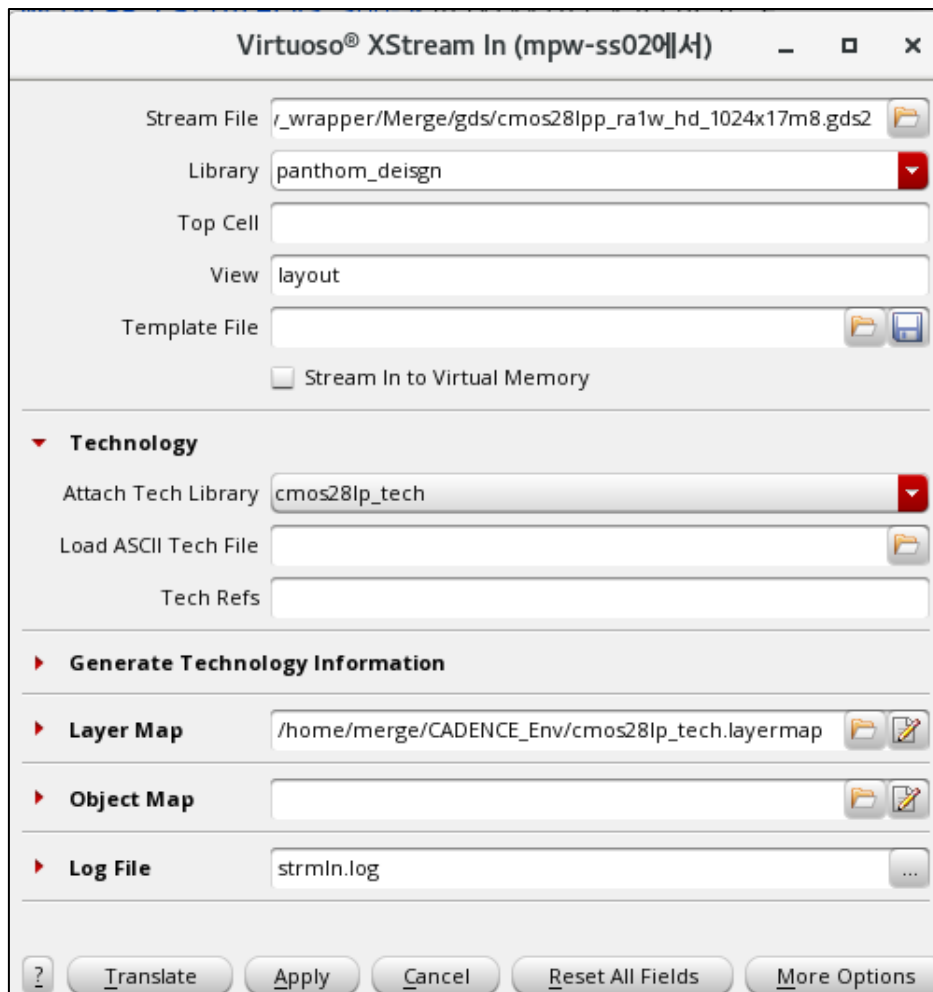 Virtuoso® XStream In (mpw-ss02에서)
Stream File /_wrapper/Merge/gds/cmos28lpp_ra1w_hd_1024x17m8.gds2
Library panthom_deisgn
Top Cell
View layout
Template File
Stream In to Virtual Memory
Technology
Attach Tech Library cmos28lp_tech
Load ASCII Tech File
Tech Refs
Generate Technology Information
Layer Map /home/merge/CADENCE_Env/cmos28lp_tech.layermap
Object Map
Log File strmIn.log ...
? Translate Apply Cancel Reset All Fields More Options